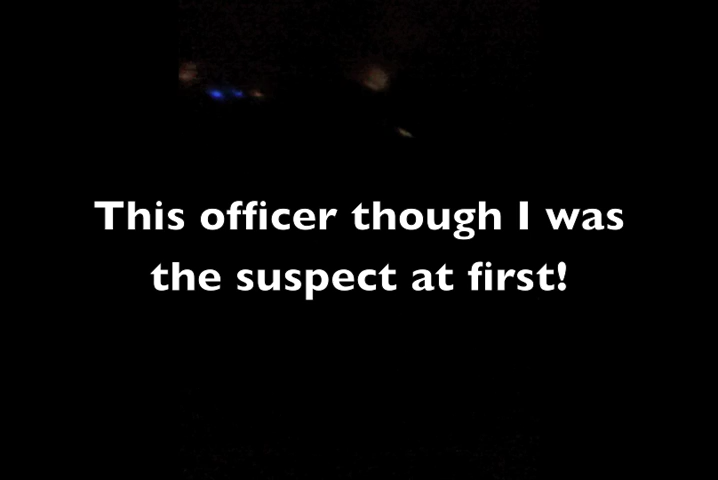 This officer though I was
the suspect at first!